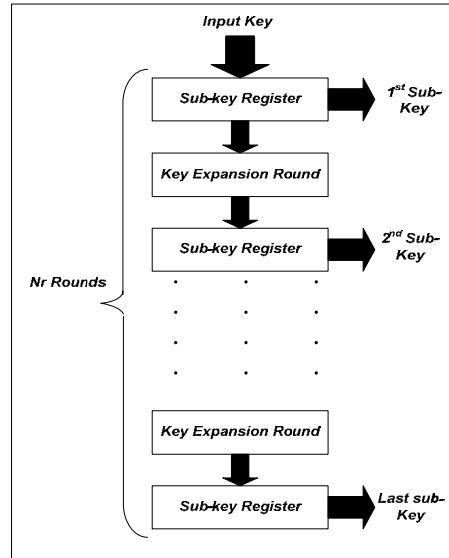 Input Key
Sub-key Register
1st Sub-
Key
Key Expansion Round
Sub-key Register
2nd Sub-
Key
Nr Rounds
Key Expansion Round
Sub-key Register
Last sub-
Key